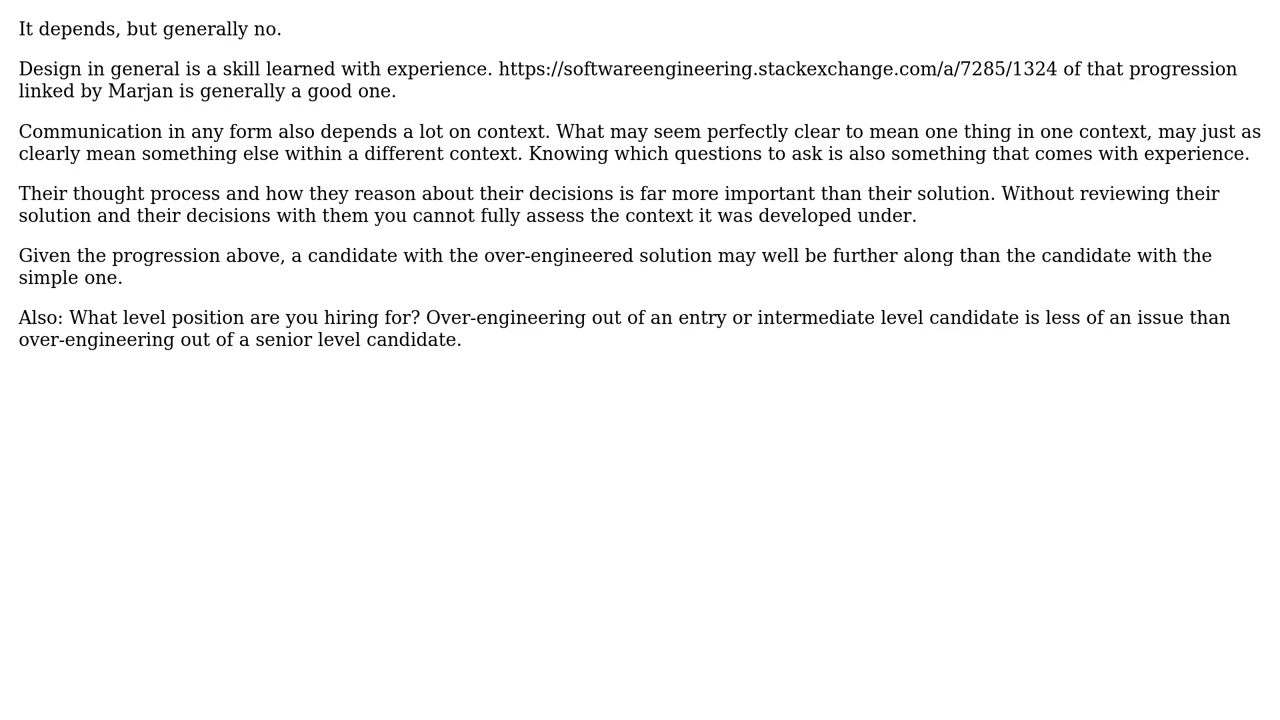 It depends, but generally no.
Design in general is a skill learned with experience. https://softwareengineering.stackexchange.com/a/7285/1324 of that progression
linked by Marjan is generally a good one.
Communication in any form also depends a lot on context. What may seem perfectly clear to mean one thing in one context, may just as
clearly mean something else within a different context. Knowing which questions to ask is also something that comes with experience.
Their thought process and how they reason about their decisions is far more important than their solution. Without reviewing their
solution and their decisions with them you cannot fully assess the context it was developed under.
Given the progression above, a candidate with the over-engineered solution may well be further along than the candidate with the
simple one.
Also: What level position are you hiring for? Over-engineering out of an entry or intermediate level candidate is less of an issue than
over-engineering out of a senior level candidate.